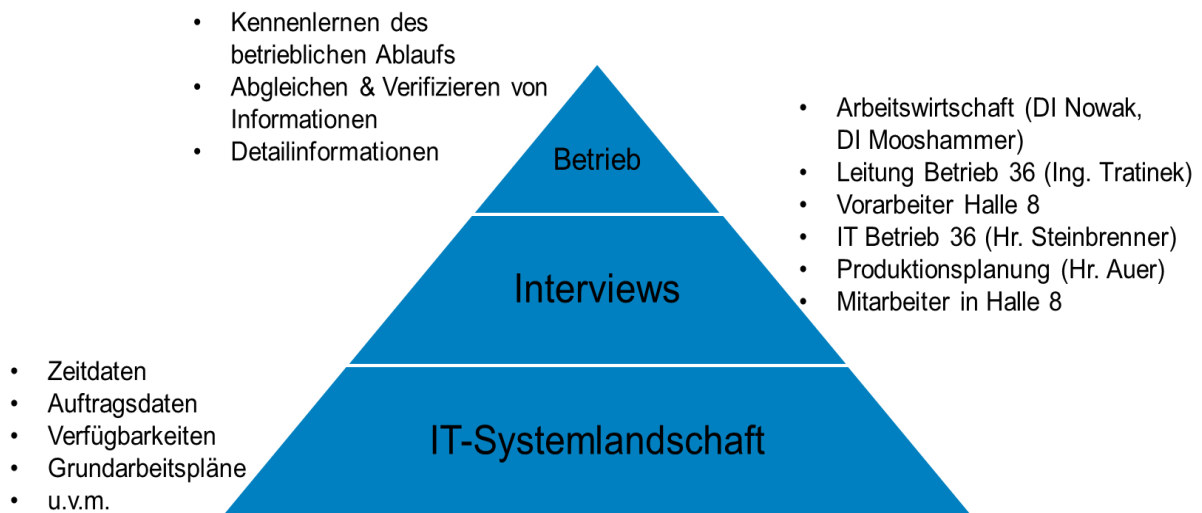 • Kennenlernen des
betrieblichen Ablaufs
• Abgleichen & Verifizieren von
Informationen
• Detailinformationen
Betrieb
• Arbeitswirtschaft (DI Nowak,
DI Mooshammer)
• Leitung Betrieb 36 (Ing. Tratinek)
• Vorarbeiter Halle 8
• IT Betrieb 36 (Hr. Steinbrenner)
• Produktionsplanung (Hr. Auer)
• Mitarbeiter in Halle 8
Interviews
• Zeitdaten
• Auftragsdaten
• Verfügbarkeiten
• Grundarbeitspläne
• u.v.m.
IT-Systemlandschaft